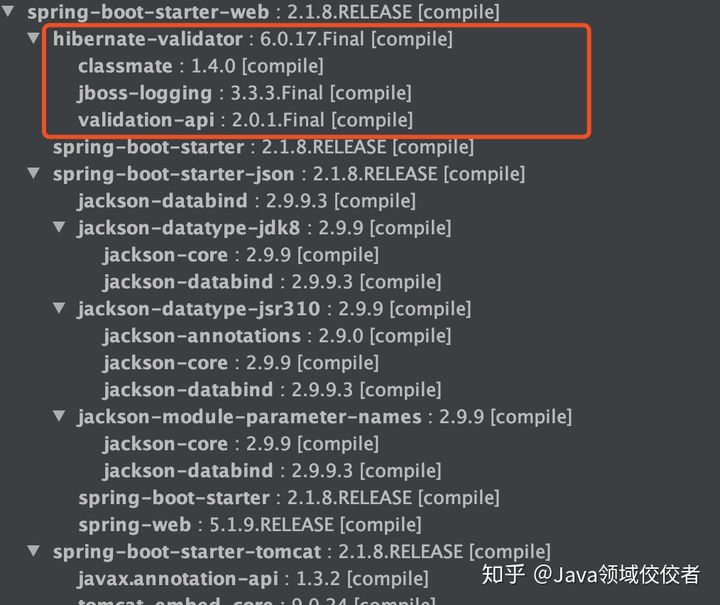 spring-boot-starter-web : 2.1.8.RELEASE [compile]
hibernate-validator : 6.0.17.Final [compile]
classmate : 1.4.0 [compile]
jboss-logging : 3.3.3.Final [compile]
validation-api : 2.0.1.Final [compile]
spring-boot-starter : 2.1.8.RELEASE [compile]
spring-boot-starter-json : 2.1.8.RELEASE [compile]
jackson-databind : 2.9.9.3 [compile]
jackson-datatype-jdk8 : 2.9.9 [compile]
jackson-core : 2.9.9 [compile]
jackson-databind : 2.9.9.3 [compile]
jackson-datatype-jsr310 : 2.9.9 [compile]
jackson-annotations : 2.9.0 [compile]
jackson-core : 2.9.9 [compile]
jackson-databind : 2.9.9.3 [compile]
jackson-module-parameter-names : 2.9.9 [compile]
jackson-core : 2.9.9 [compile]
jackson-databind : 2.9.9.3 [compile]
spring-boot-starter : 2.1.8.RELEASE [compile]
spring-web : 5.1.9.RELEASE [compile]
spring-boot-starter-tomcat : 2.1.8.RELEASE [compile]
javax.annotation-api : 1.3.2 [compile]
知乎 @Java领域佼佼者
tomcat-embed-core : 9.0.24 [compile]